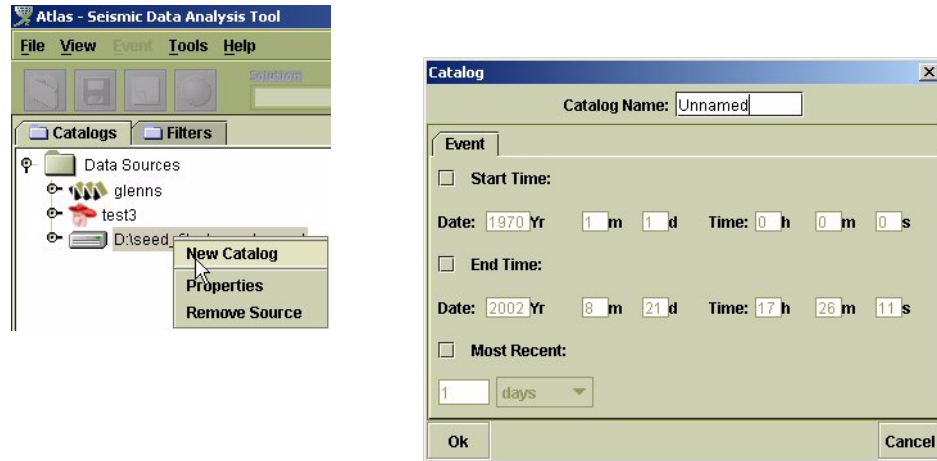 Atlas - Seismic Data Analysis Tool
File View Event Tools Help
Solution:
Catalogs Filters
Data Sources
glenns
test3
D:\seed_
New Catalog
Properties
Remove Source
Catalog
Catalog Name: Unnamed
Event
Start Time:
Date: 1970 Yr 1 m 1 d Time: 0 h 0 m 0 s
End Time:
Date: 2002 Yr 8 m 21 d Time: 17 h 26 m 11 s
Most Recent:
1 days
Ok Cancel